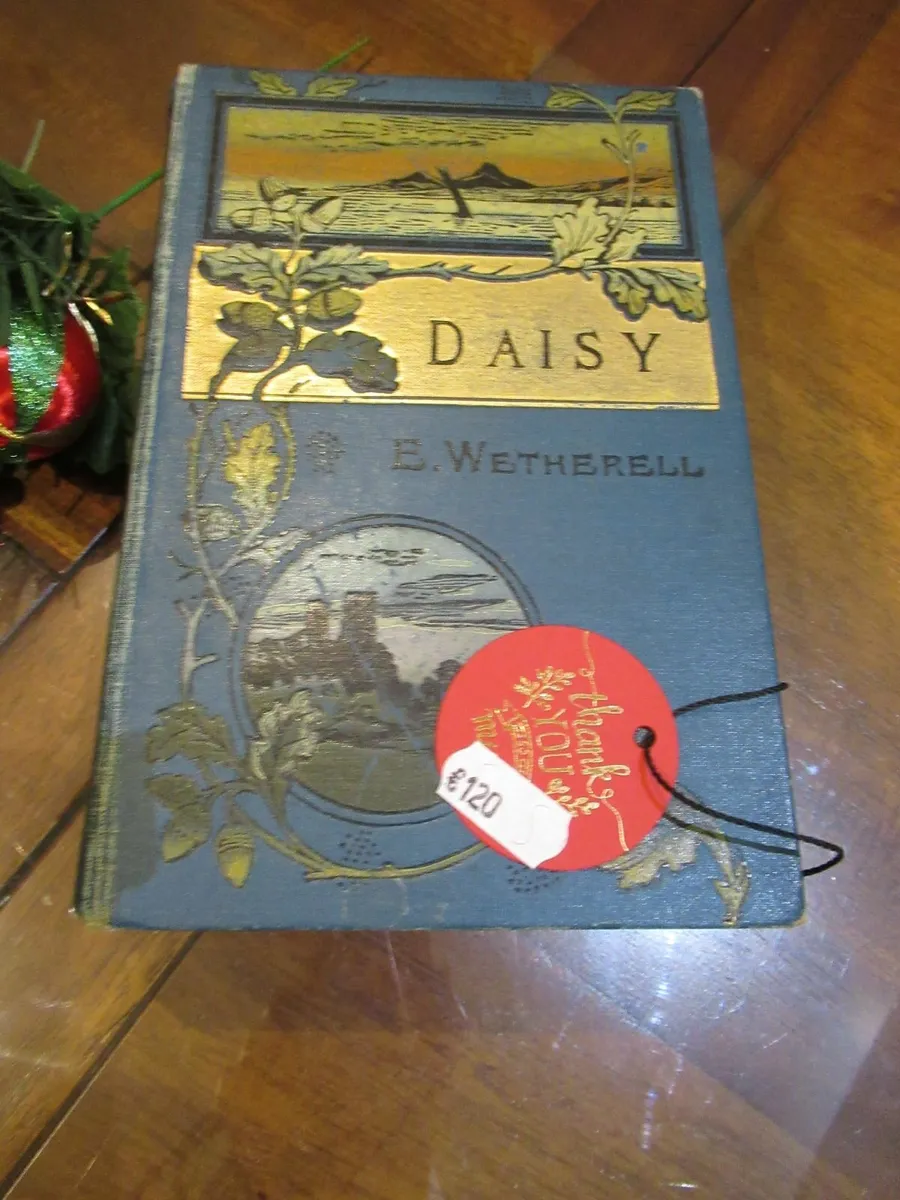 DAISY
E. WETHERELL
thank
YOU
€120